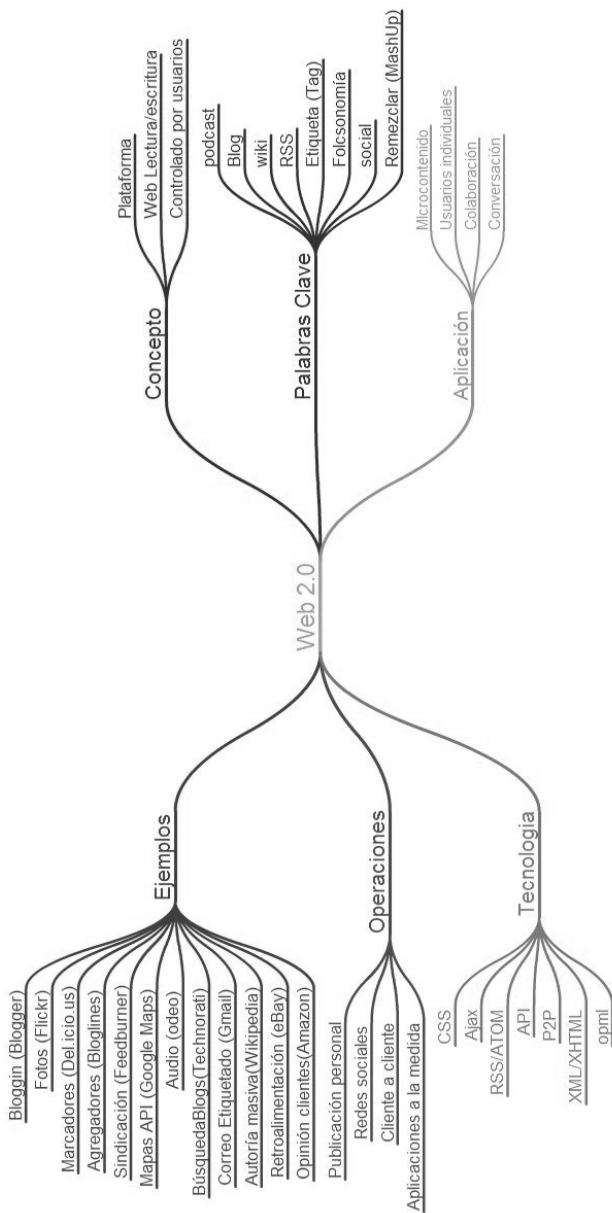 Web 2.0
Concepto
Plataforma
Web Lectura/escritura
Controlado por usuarios
Palabras Clave
podcast
Blog
wiki
RSS
Etiqueta (Tag)
Folcsonomía
social
Remezclar (MashUp)
Aplicación
MIcrocontenido
Usuarios individuales
Colaboración
Conversación
Ejemplos
Bloggin (Blogger)
Fotos (Flickr)
Marcadores (Del.icio.us)
Agregadores (Bloglines)
Sindicación (Feedburner)
Mapas API (Google Maps)
Audio (odeo)
BúsquedaBlogs(Technorati)
Correo Etiquetado (Gmail)
Autoría masiva(Wikipedia)
Retroalimentación (eBay)
Opinión clientes(Amazon)
Operaciones
Publicación personal
Redes sociales
Cliente a cliente
Aplicaciones a la medida
Tecnologia
CSS
Ajax
RSS/ATOM
API
P2P
XML/XHTML
opml